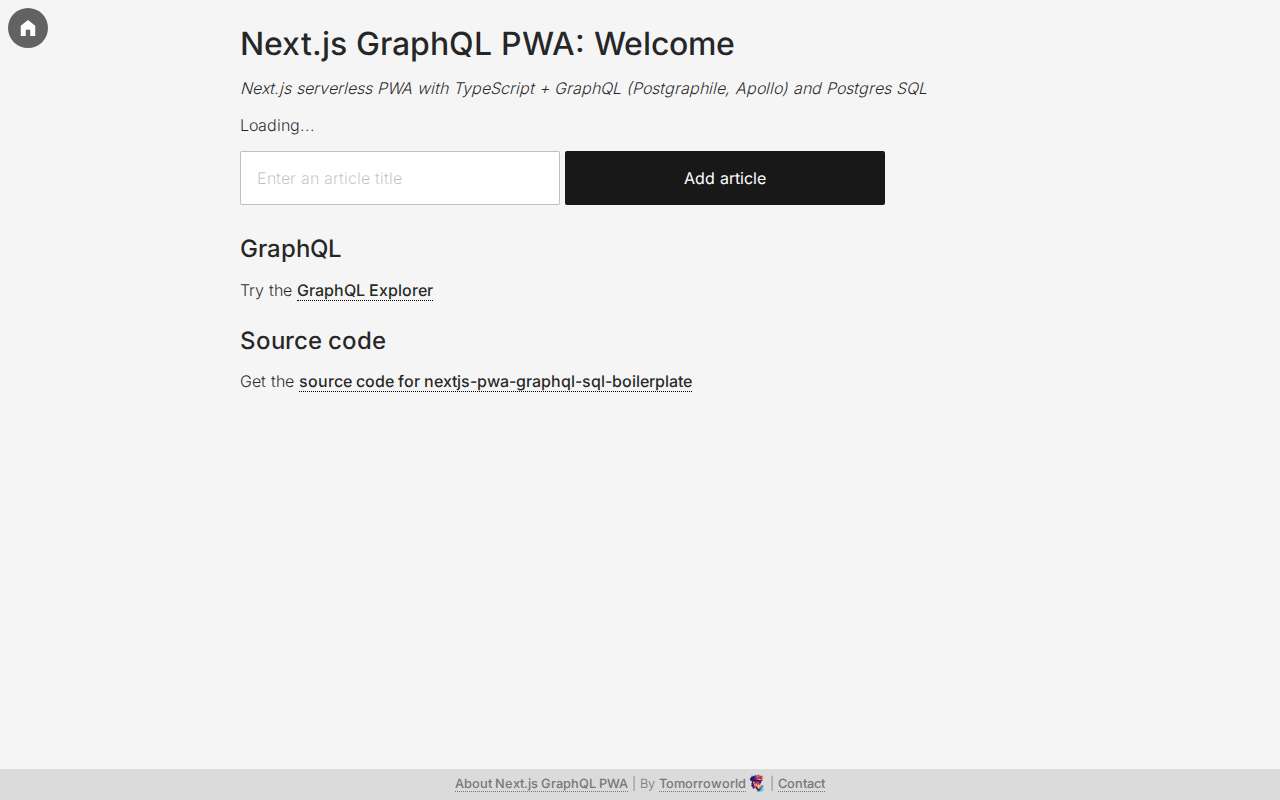 Next.js GraphQL PWA: Welcome
Next.js serverless PWA with TypeScript + GraphQL (Postgraphile, Apollo) and Postgres SQL
Loading...
Enter an article title
Add article
GraphQL
Try the GraphQL Explorer
Source code
Get the source code for nextjs-pwa-graphql-sql-boilerplate
About Next.js GraphQL PWA | By Tomorroworld | Contact